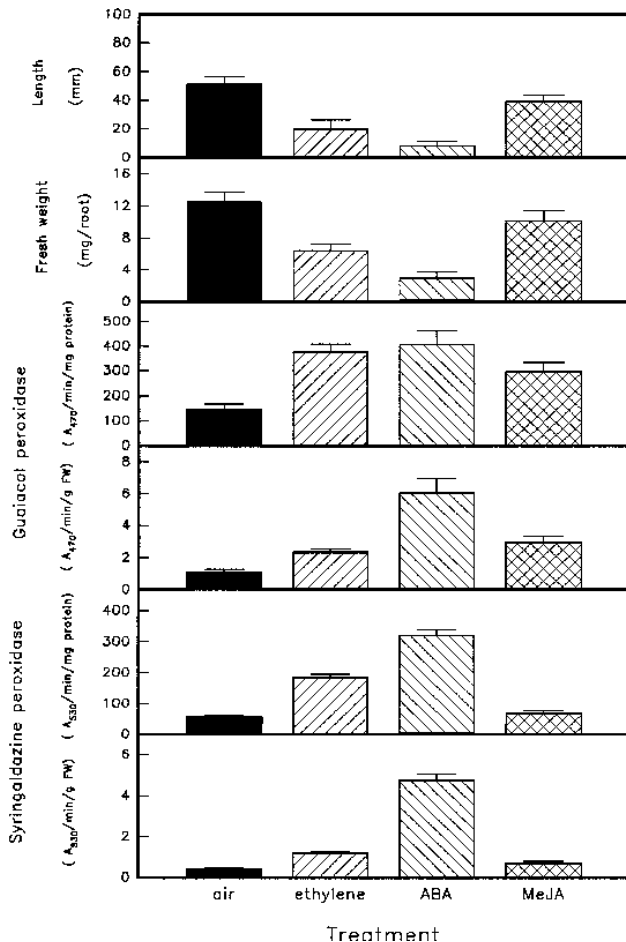 100
80
60
40
20
0
Length
(mm)
16
12
8
4
0
Fresh weight
(mg/root)
500
400
300
200
100
0
Guaiacol peroxidase
( A470/min/mg protein)
8
6
4
2
0
( A470/min/g FW)
400
300
200
100
0
Syringaldazine peroxidase
( A530/min/mg protein)
6
4
2
0
( A530/min/g FW)
air ethylene ABA MeJA
Treatment